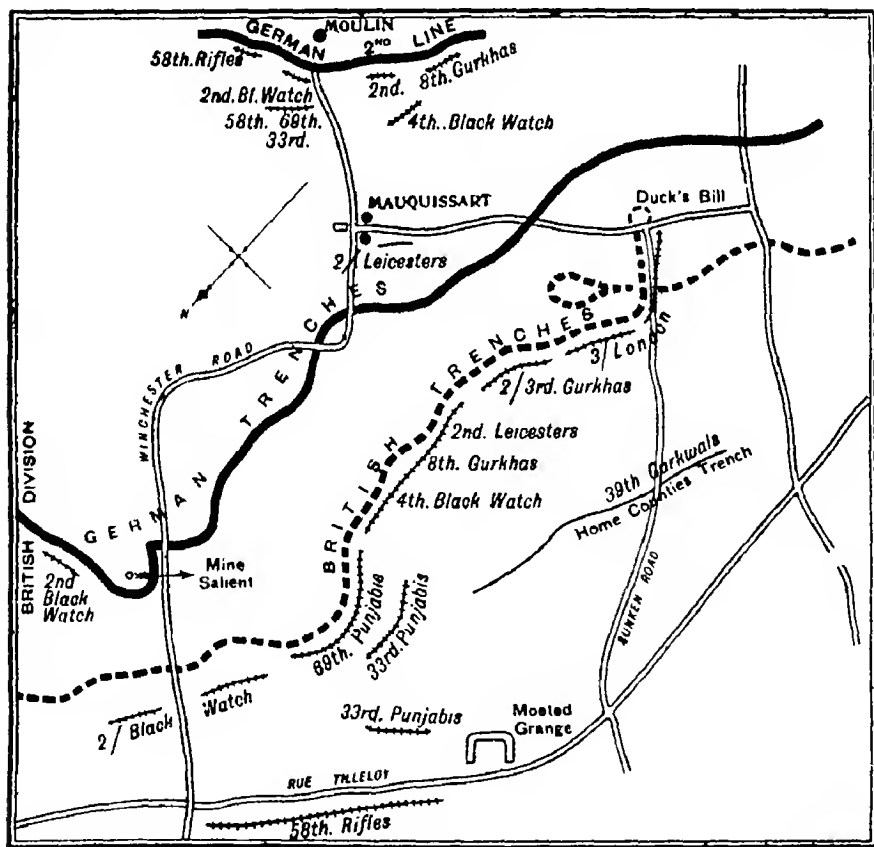 MOULIN
GERMAN 2ND LINE
58th. Rifles
2nd. Bl. Watch
58th. 69th.
33rd.
2nd.
8th. Gurkhas
4th. Black Watch
MAUQUISSART
Duck's Bill
2/ Leicesters
N
WINCHESTER ROAD
GERMAN TRENCHES
BRITISH TRENCHES
3/ London
2/3rd. Gurkhas
2nd. Leicesters
8th. Gurkhas
4th. Black Watch
39th Garhwals
Home Counties Trench
BRITISH DIVISION
2nd
Black
Watch
Mine
Salient
69th. Punjabis
33rd. Punjabis
SUNKEN ROAD
2/ Black Watch
33rd. Punjabis
Moated
Grange
RUE TILLELOY
58th. Rifles